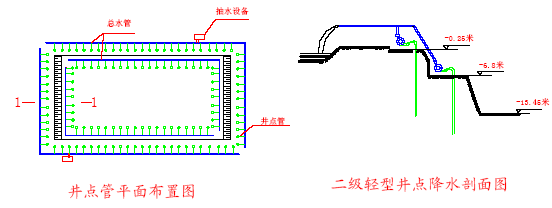 总水管
抽水设备
1
1
井点管
井点管平面布置图
-0.25米
-6.8米
-13.45米
二级轻型井点降水剖面图